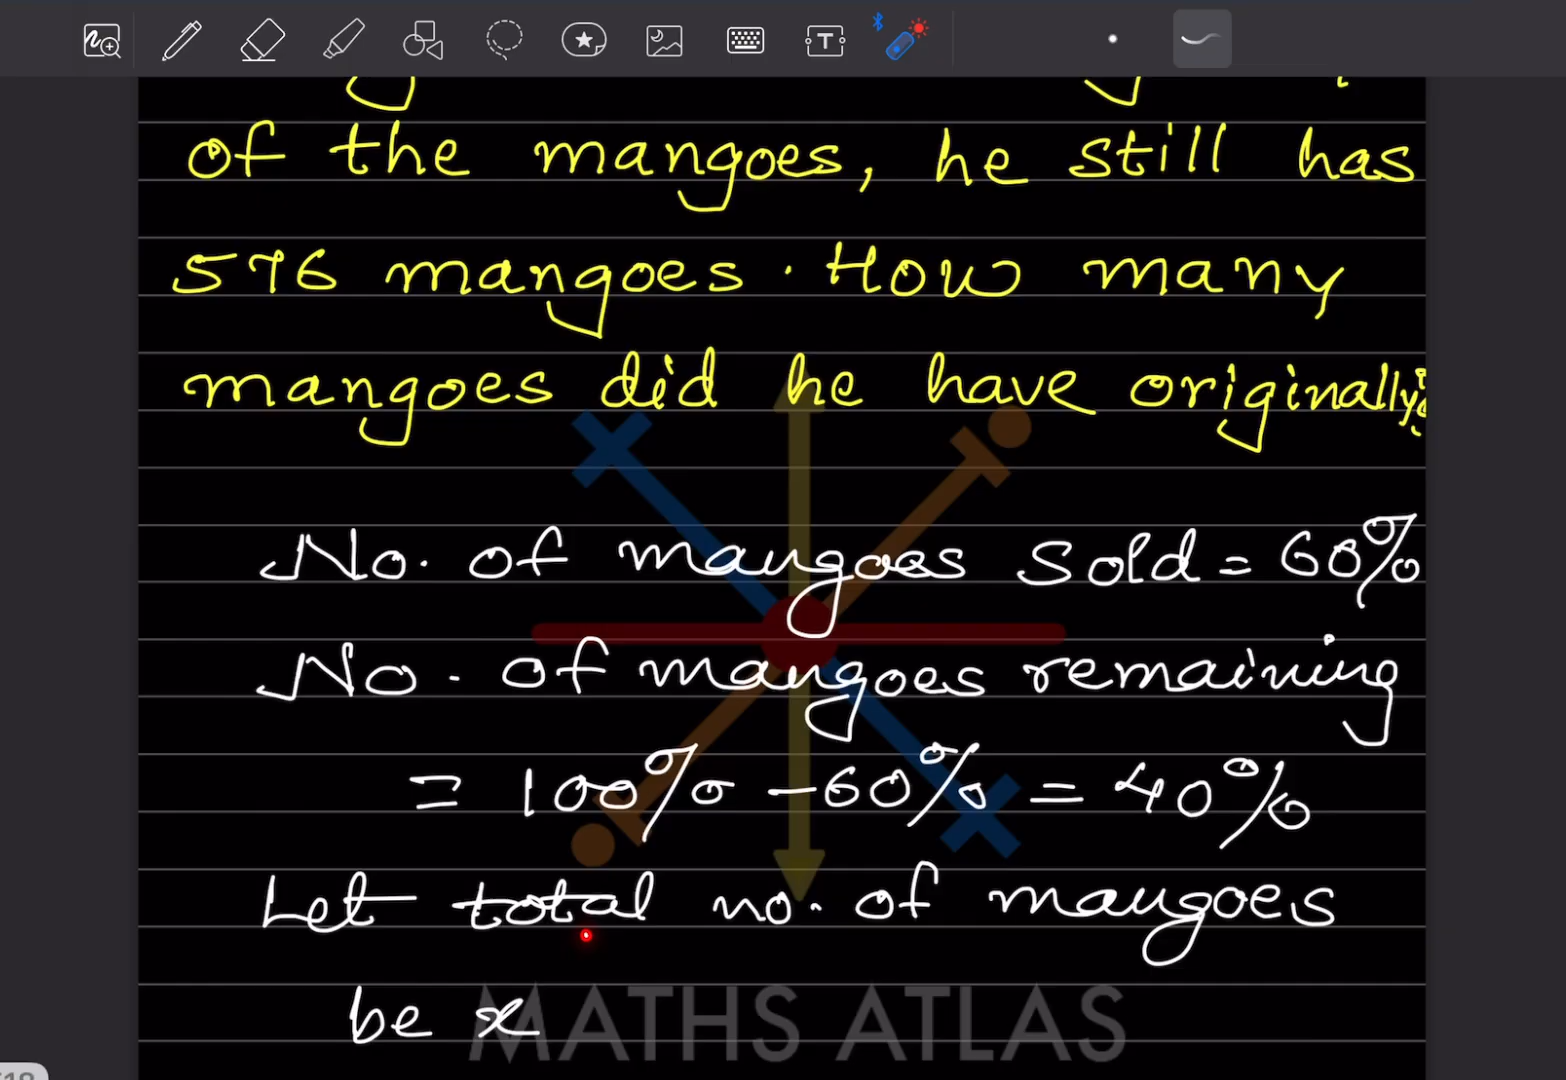 of the mangoes, he still has
576 mangoes. How many
mangoes did he have originally?
No. of mangoes sold = 60%
No. of mangoes remaining
= 100% - 60% = 40%
Let total no. of mangoes
be x
MATHS ATLAS